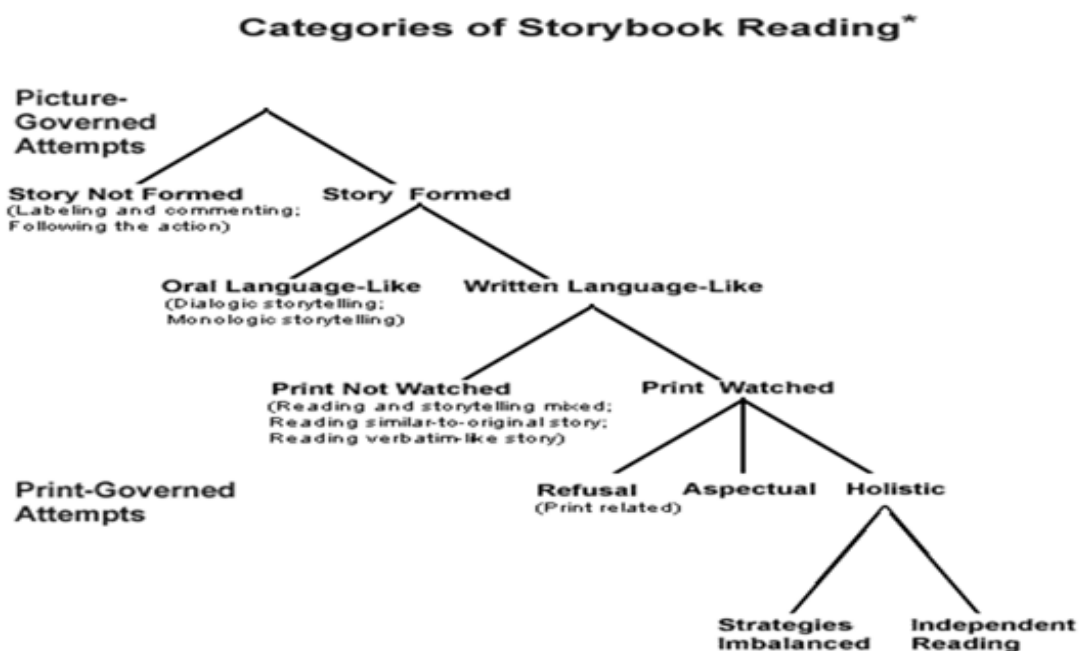 Categories of Storybook Reading*
Picture-
Governed
Attempts
Story Not Formed
(Labeling and commenting;
Following the action)
Story Formed
Oral Language-Like
(Dialogic storytelling;
Monologic storytelling)
Written Language-Like
Print Not Watched
(Reading and storytelling mixed;
Reading similar-to-original story;
Reading verbatim-like story)
Print Watched
Print-Governed
Attempts
Refusal
(Print related)
Aspectual
Holistic
Strategies
Imbalanced
Independent
Reading